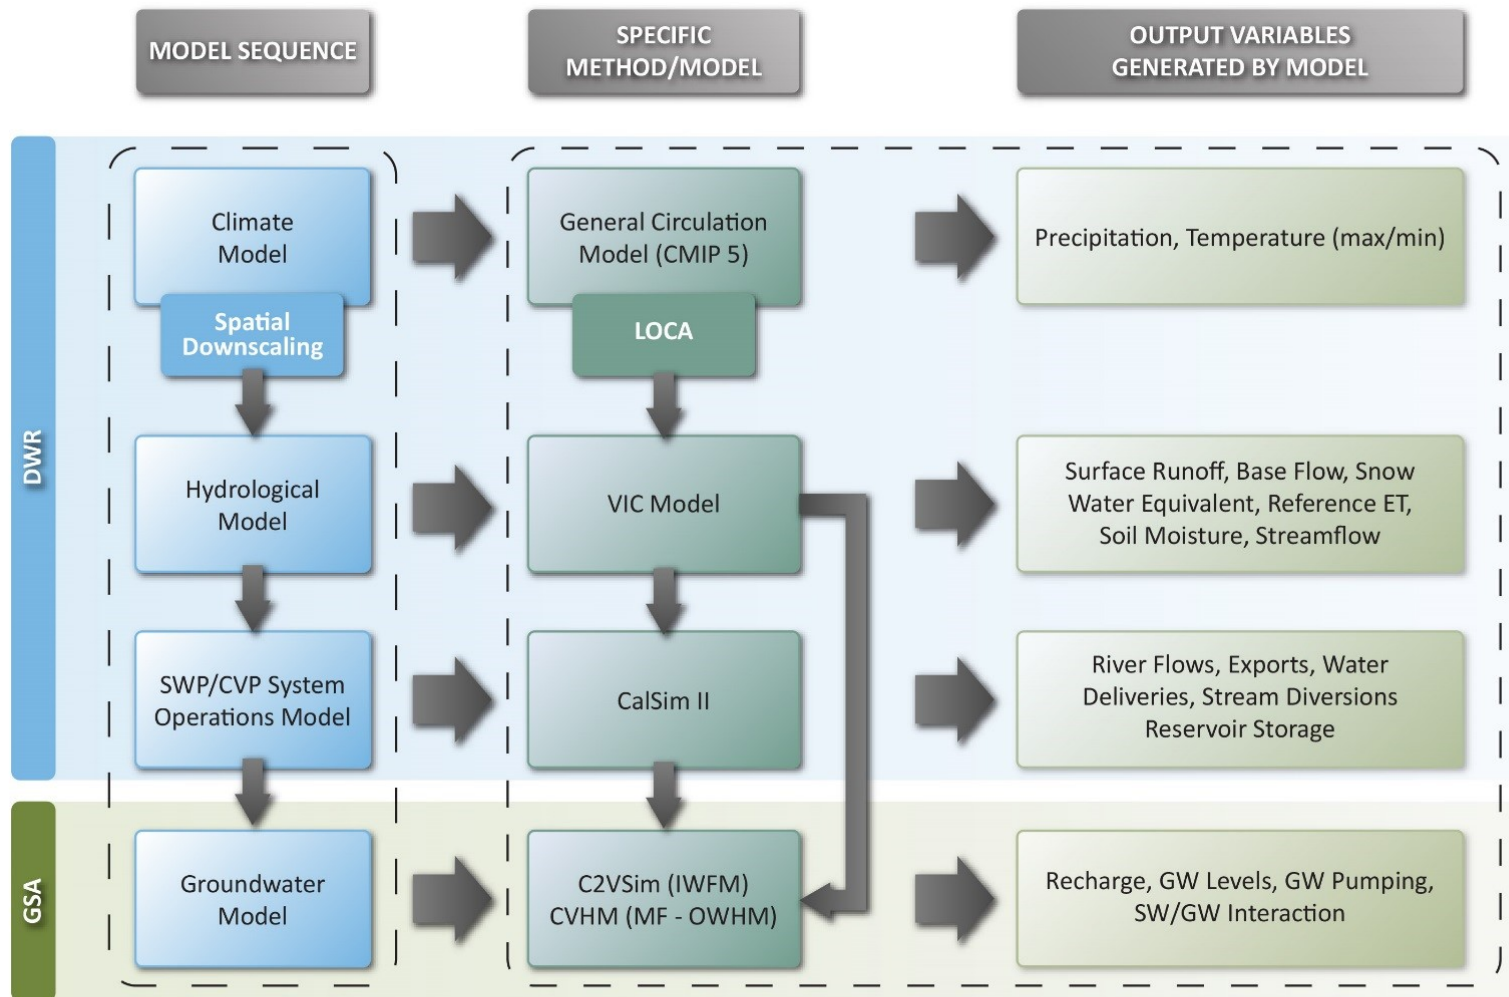 MODEL SEQUENCE
SPECIFIC
METHOD/MODEL
OUTPUT VARIABLES
GENERATED BY MODEL
DWR
Climate
Model
Spatial
Downscaling
General Circulation
Model (CMIP 5)
LOCA
Precipitation, Temperature (max/min)
Hydrological
Model
VIC Model
Surface Runoff, Base Flow, Snow
Water Equivalent, Reference ET,
Soil Moisture, Streamflow
SWP/CVP System
Operations Model
CalSim II
River Flows, Exports, Water
Deliveries, Stream Diversions
Reservoir Storage
GSA
Groundwater
Model
C2VSim (IWFM)
CVHM (MF - OWHM)
Recharge, GW Levels, GW Pumping,
SW/GW Interaction